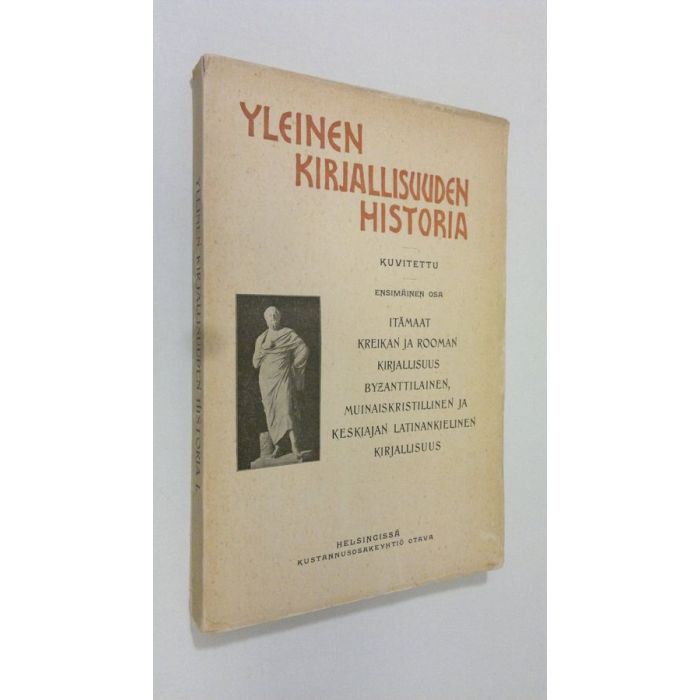 YLEINEN
KIRJALLISUUDEN
HISTORIA
KUVITETTU
ENSIMÄINEN OSA
ITÄMAAT
KREIKAN JA ROOMAN
KIRJALLISUUS
BYZANTTILAINEN,
MUINAISKRISTILLINEN JA
KESKIAJAN LATINANKIELINEN
KIRJALLISUUS
HELSINGISSÄ
KUSTANNUSOSAKEYHTIÖ OTAVA
YLEINEN KIRJALLISUUDEN HISTORIA I.